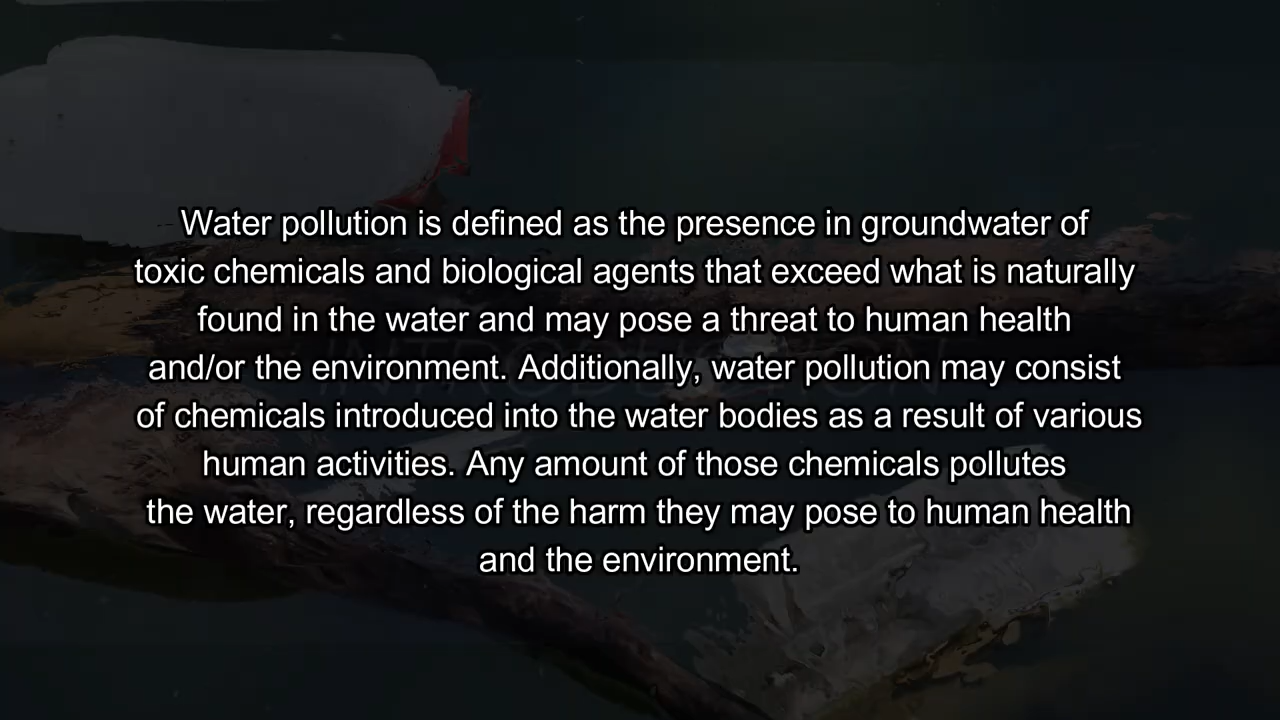 Water pollution is defined as the presence in groundwater of
toxic chemicals and biological agents that exceed what is naturally
found in the water and may pose a threat to human health
and/or the environment. Additionally, water pollution may consist
of chemicals introduced into the water bodies as a result of various
human activities. Any amount of those chemicals pollutes
the water, regardless of the harm they may pose to human health
and the environment.
INTRODUCTION